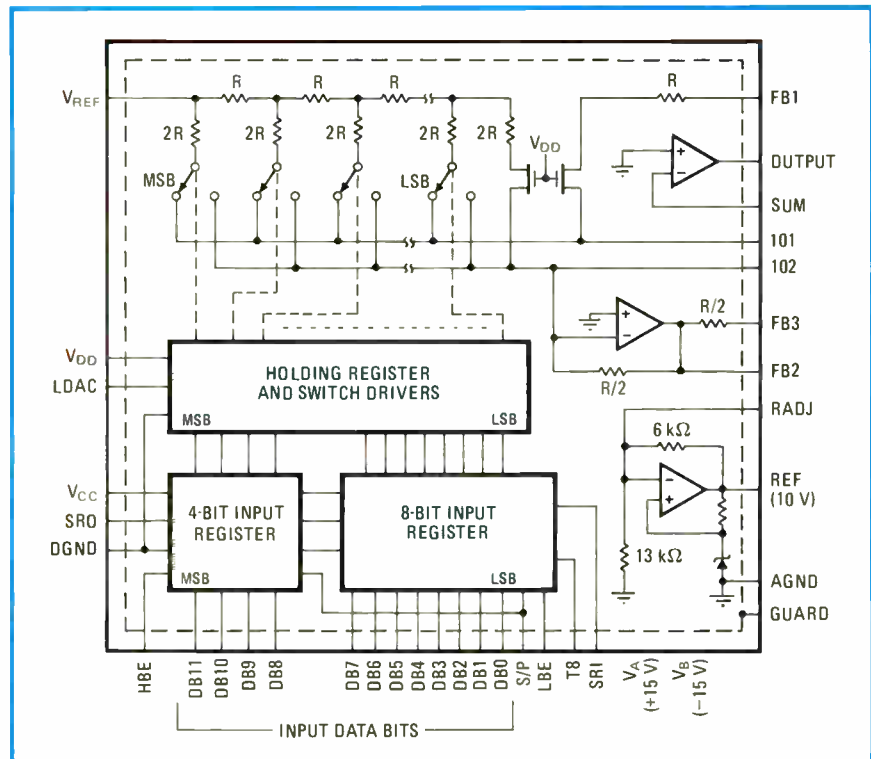 R R R R
VREF
FB1
2R 2R 2R 2R 2R
VDD
MSB LSB
+
−
DUTPUT
SUM
101
102
+
−
R/2
FB3
R/2
FB2
VDD
LDAC
HOLDING REGISTER
AND SWITCH DRIVERS
MSB LSB
RADJ
6 kΩ
−
+
REF
(10 V)
13 kΩ
AGND
GUARD
VCC
SRO
DGND
4-BIT INPUT
REGISTER
MSB
8-BIT INPUT
REGISTER
LSB
HBE
DB11
DB10
DB9
DB8
DB7
DB6
DB5
DB4
DB3
DB2
DB1
DB0
S/P
LBE
T8
SRI
VA
(+15 V)
VB
(−15 V)
INPUT DATA BITS